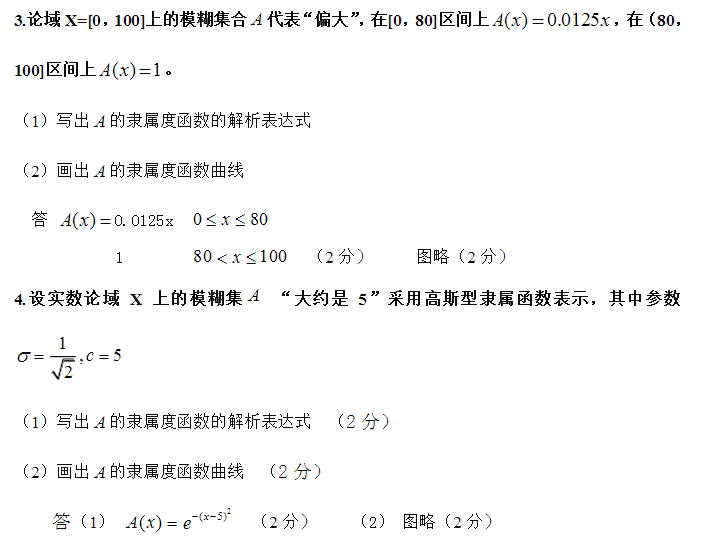 3.论域 X=[0，100]上的模糊集合 A 代表“偏大”，在[0，80]区间上 A(x)=0.0125x，在（80，
100]区间上 A(x)=1。
（1）写出 A 的隶属度函数的解析表达式
（2）画出 A 的隶属度函数曲线
答 A(x)=0.0125x 0≤x≤80
1 80<x≤100 （2 分） 图略（2 分）
4.设实数论域 X 上的模糊集 A “大约是 5”采用高斯型隶属函数表示，其中参数
σ=1/√2,c=5
（1）写出 A 的隶属度函数的解析表达式 （2 分）
（2）画出 A 的隶属度函数曲线 （2 分）
答（1） A(x)=e^{-(x-5)^2} （2 分） （2） 图略（2 分）